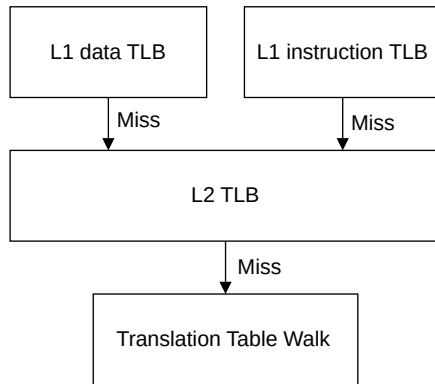 L1 data TLB
L1 instruction TLB
Miss
Miss
L2 TLB
Miss
Translation Table Walk